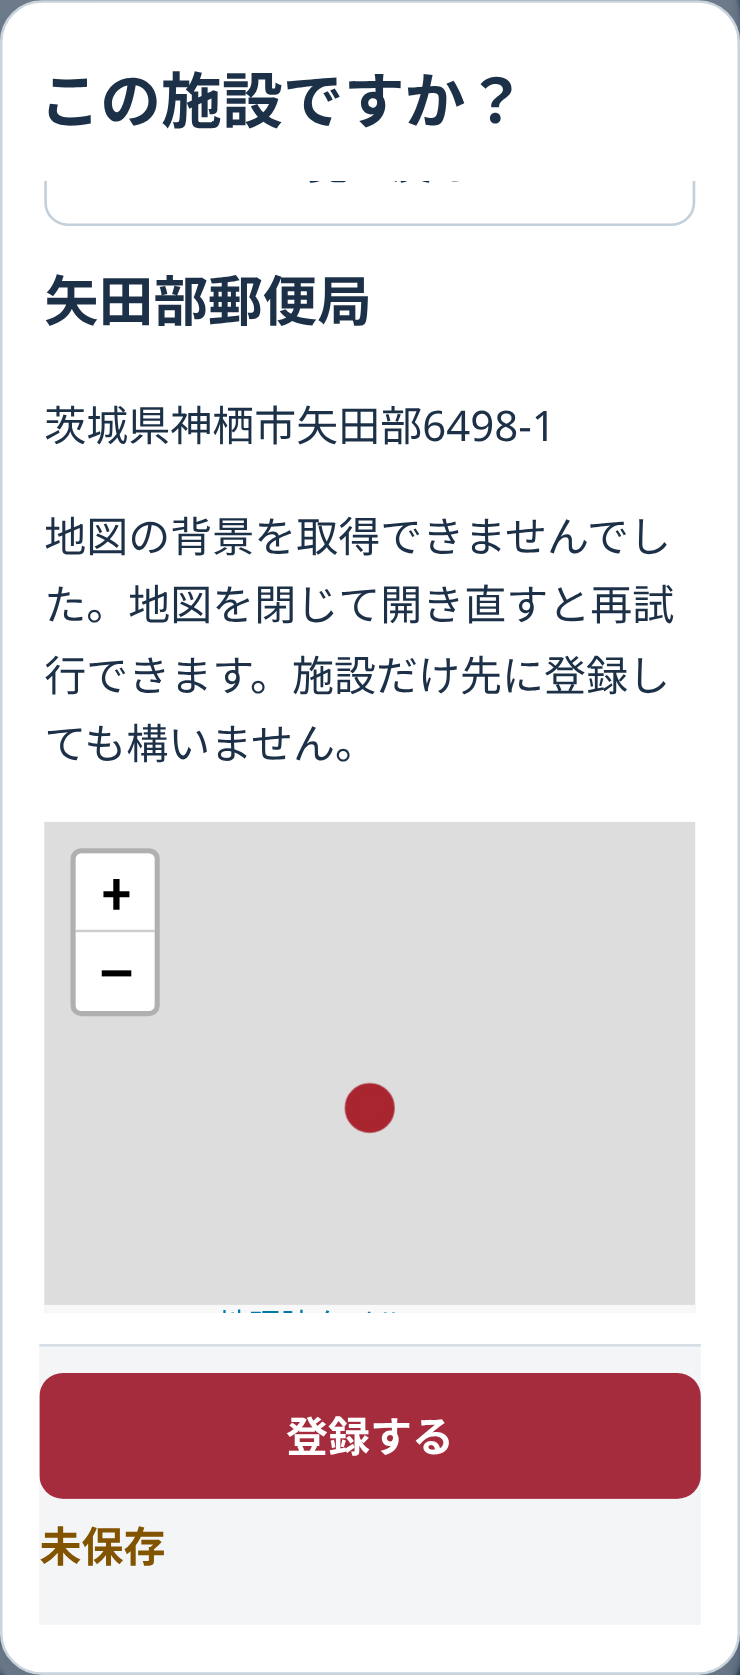 この施設ですか？
矢田部郵便局
茨城県神栖市矢田部6498-1
地図の背景を取得できませんでし
た。地図を閉じて開き直すと再試
行できます。施設だけ先に登録し
ても構いません。
+
−
登録する
未保存